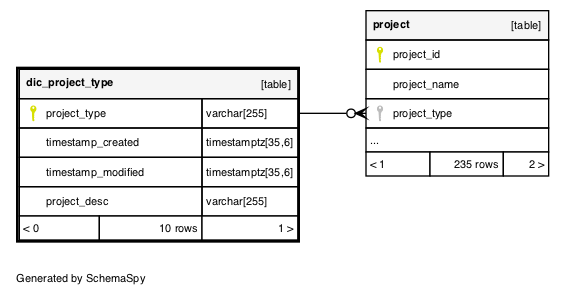 dic_project_type [table]
project_type varchar[255]
timestamp_created timestamptz[35,6]
timestamp_modified timestamptz[35,6]
project_desc varchar[255]
< 0 10 rows 1 >
project [table]
project_id
project_name
project_type
...
< 1 235 rows 2 >
Generated by SchemaSpy